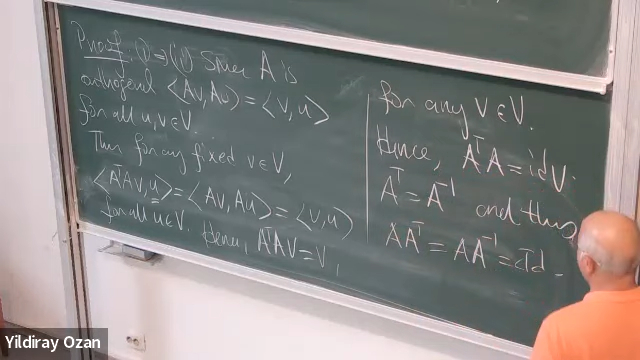 Proof: (i) ⇒ (ii) Since A is
orthogonal ⟨Av, Au⟩ = ⟨v, u⟩
for all u, v ∈ V.
Thus for any fixed v ∈ V,
⟨AᵀAv, u⟩ = ⟨Av, Au⟩ = ⟨v, u⟩
for all u ∈ V. Hence, AᵀAv = v,
for any v ∈ V.
Hence, AᵀA = idV.
Aᵀ = A⁻¹ and thus,
AAᵀ = AA⁻¹ = Id.
Yildiray Ozan